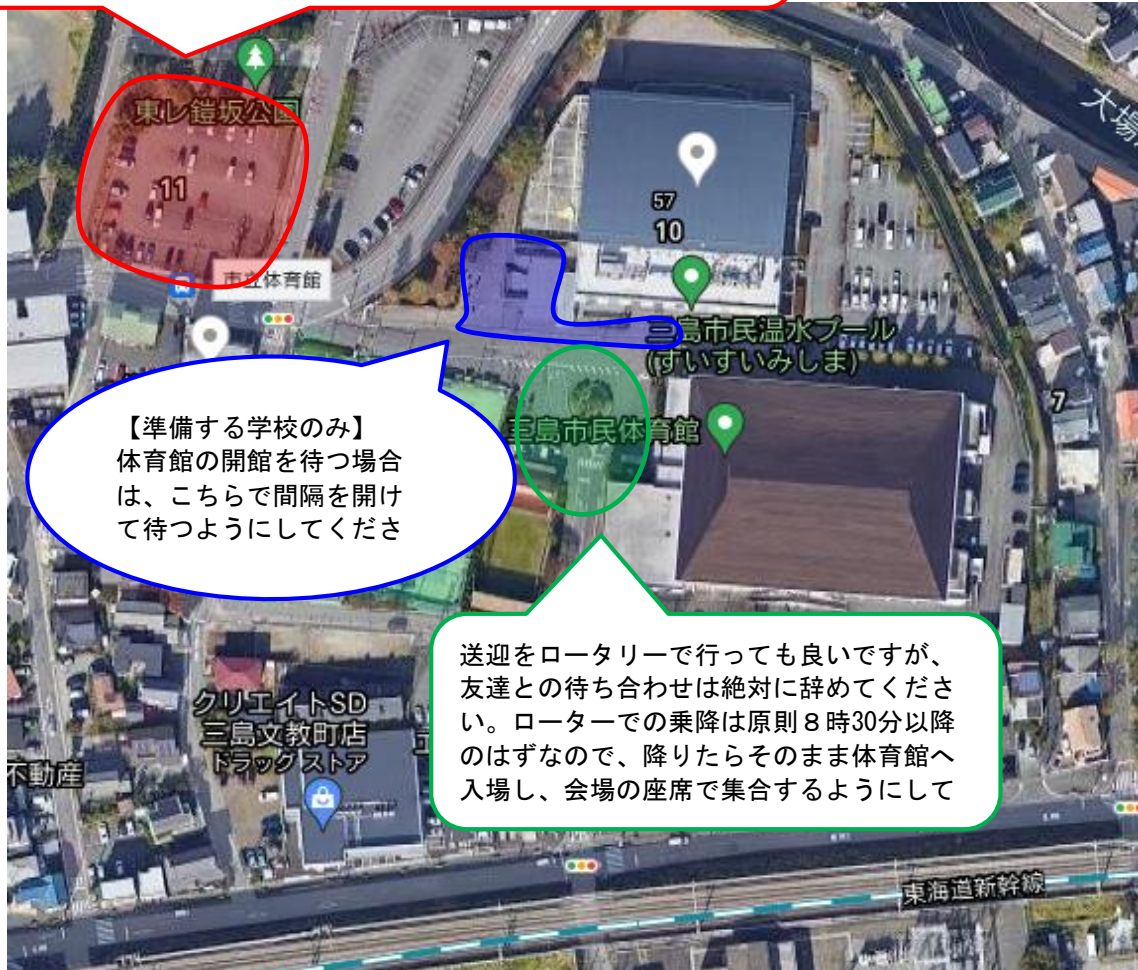 東レ鎧坂公園
11
57
10
市立体育館
大場
三島市民温水プール
(すいすいみしま)
7
三島市民体育館
【準備する学校のみ】
体育館の開館を待つ場合
は、こちらで間隔を開け
て待つようにしてくださ
送迎をロータリーで行っても良いですが、
友達との待ち合わせは絶対に辞めてくださ
い。ローターでの乗降は原則８時30分以降
のはずなので、降りたらそのまま体育館へ
入場し、会場の座席で集合するようにして
クリエイトSD
三島文教町店
ドラッグストア
不動産
東海道新幹線